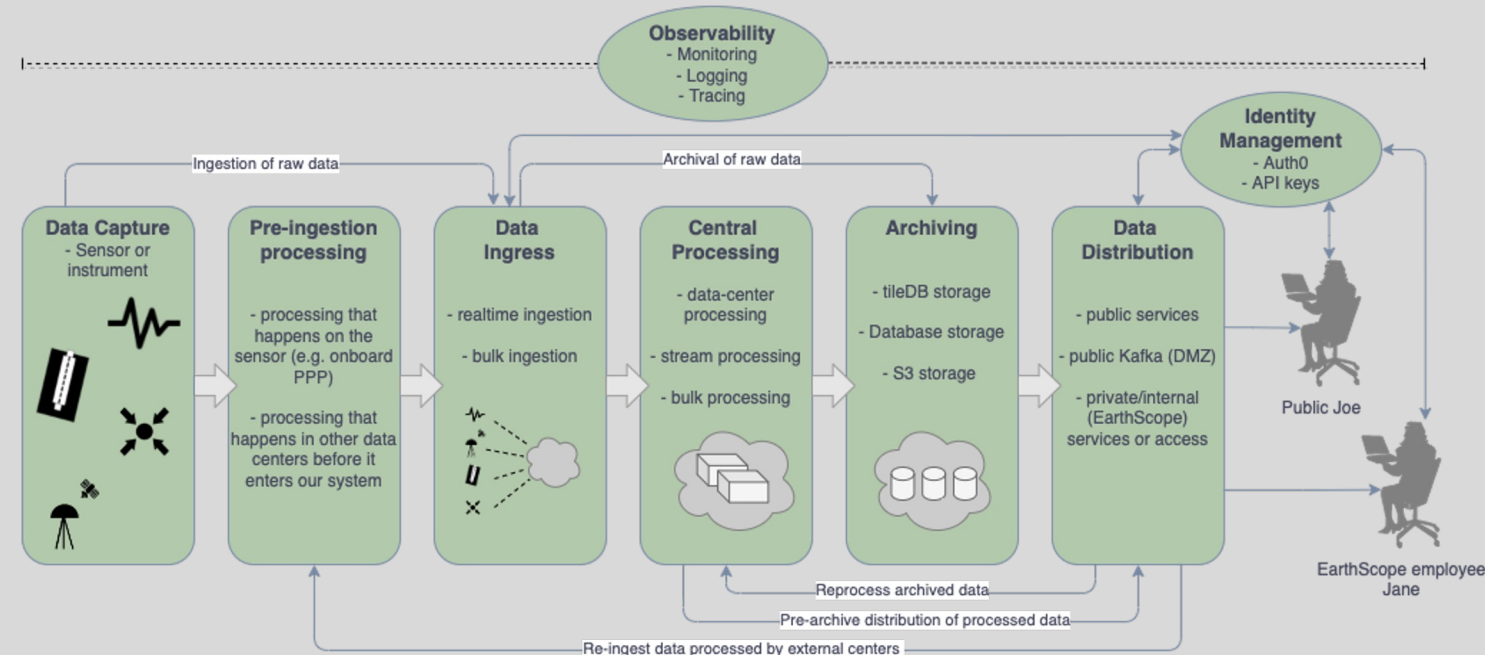 Observability
- Monitoring
- Logging
- Tracing
Identity
Management
- Auth0
- API keys
Ingestion of raw data
Archival of raw data
Data Capture
- Sensor or
instrument
Pre-ingestion
processing
- processing that
happens on the
sensor (e.g. onboard
PPP)
- processing that
happens in other data
centers before it
enters our system
Data
Ingress
- realtime ingestion
- bulk ingestion
Central
Processing
- data-center
processing
- stream processing
- bulk processing
Archiving
- tileDB storage
- Database storage
- S3 storage
Data
Distribution
- public services
- public Kafka (DMZ)
- private/internal
(EarthScope)
services or access
Public Joe
EarthScope employee
Jane
Reprocess archived data
Pre-archive distribution of processed data
Re-ingest data processed by external centers